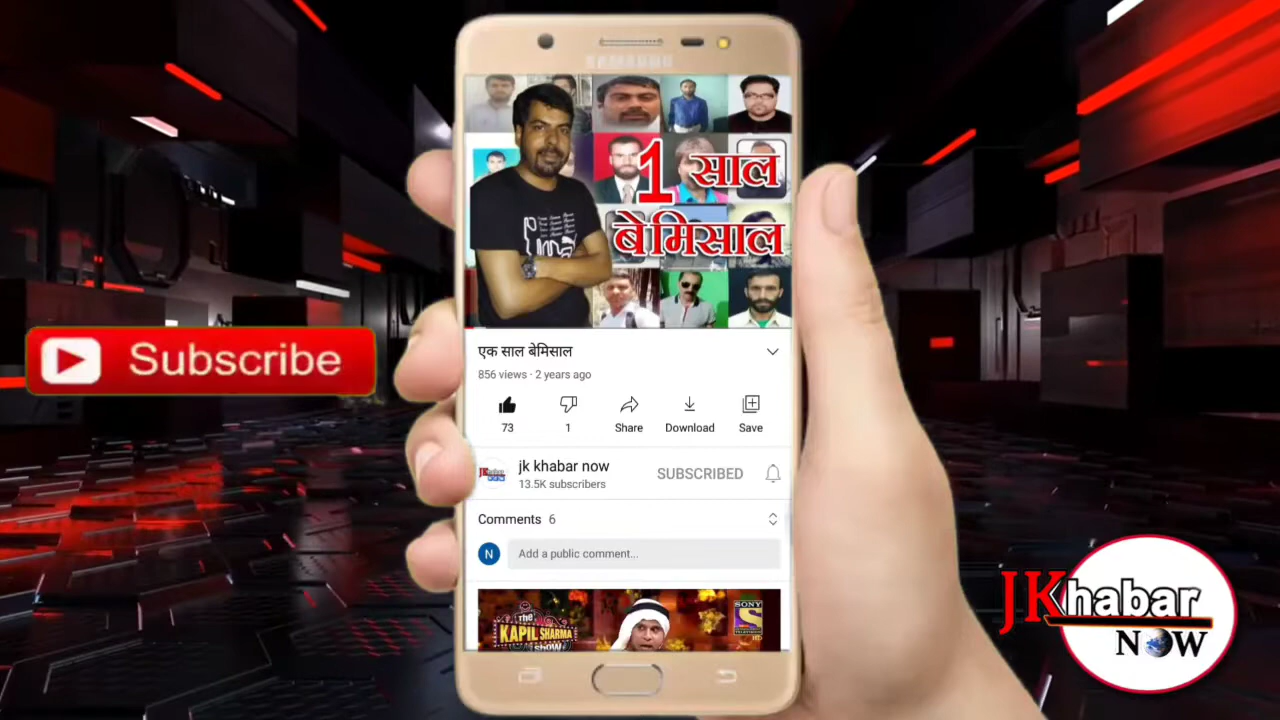 SAMSUNG
1 साल
बेमिसाल
Subscribe
एक साल बेमिसाल
856 views · 2 years ago
73
1
Share
Download
Save
jk khabar now
13.5K subscribers
SUBSCRIBED
Comments 6
N
Add a public comment...
The
KAPIL SHARMA
SHOW
SONY
JKhabar
NOW